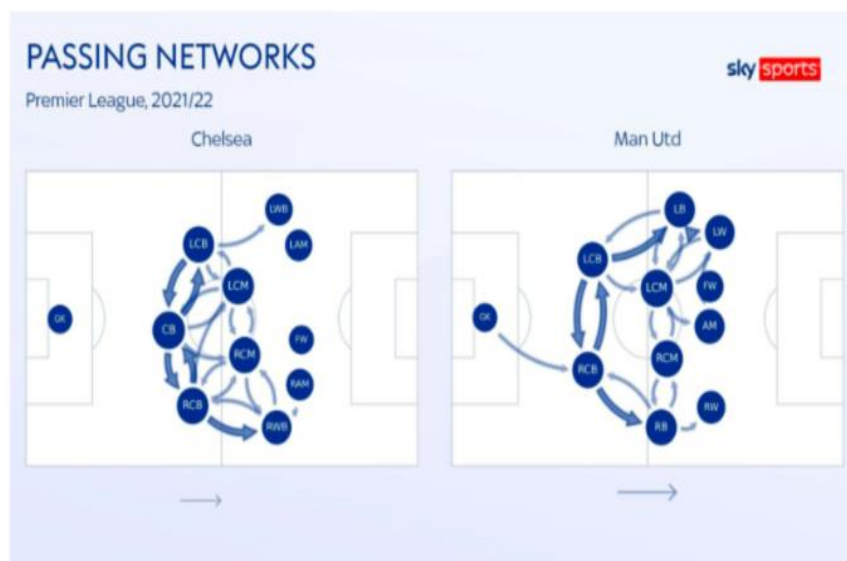 PASSING NETWORKS
sky sports
Premier League, 2021/22
Chelsea
Man Utd
LWB
LCB
LAM
LCM
GK
CB
FW
RCM
RAM
RCB
RWB
LB
LW
LCB
LCM
FW
GK
AM
RCM
RCB
RW
RB